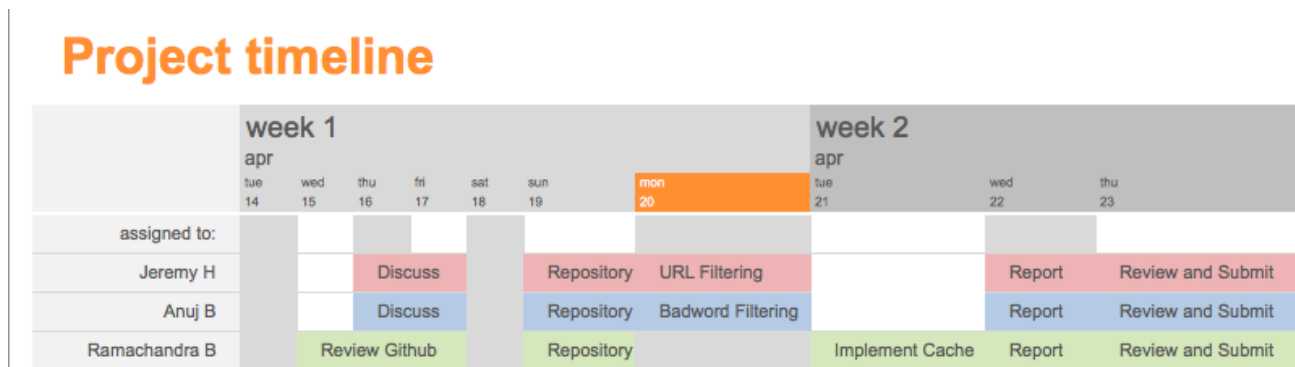 Project timeline
week 1 week 2
apr apr
tue wed thu fri sat sun mon tue wed thu
14 15 16 17 18 19 20 21 22 23
assigned to:
Jeremy H Discuss Repository URL Filtering Report Review and Submit
Anuj B Discuss Repository Badword Filtering Report Review and Submit
Ramachandra B Review Github Repository Implement Cache Report Review and Submit